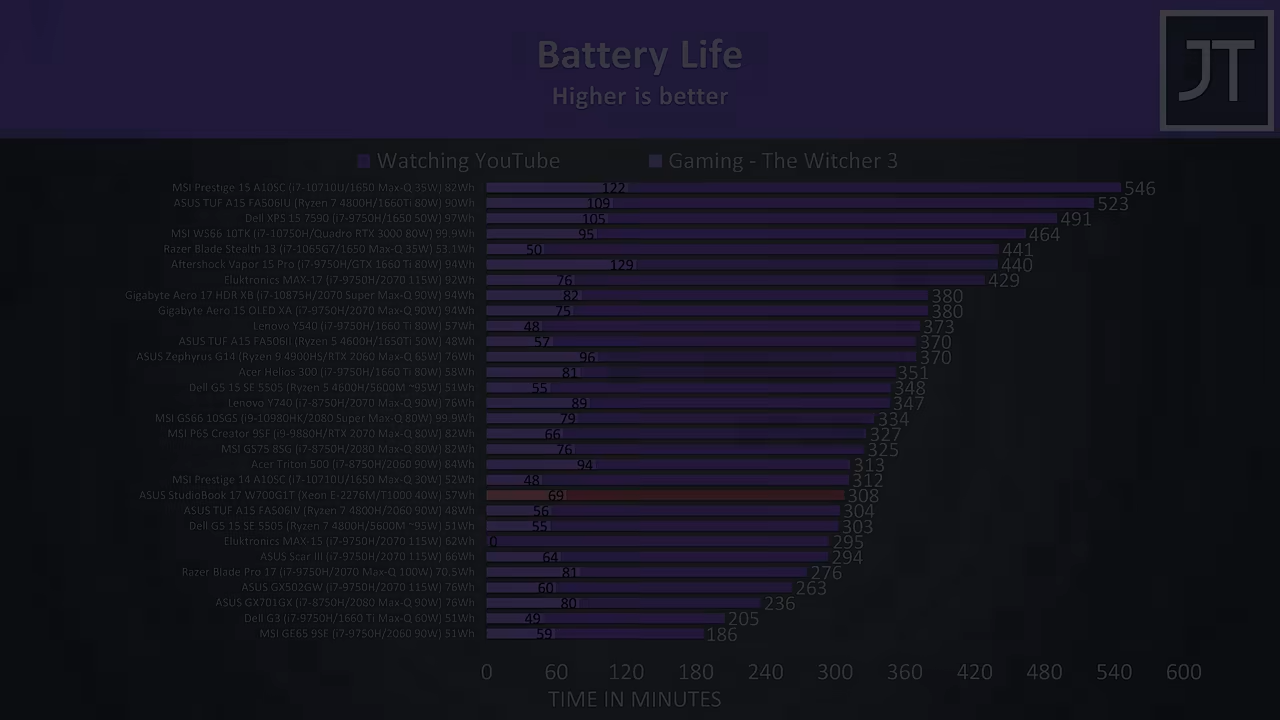 Battery Life
JT
Higher is better
Watching YouTube Gaming - The Witcher 3
MSI Prestige 15 A10SC (i7-10710U/1650 Max-Q 35W) 82Wh 122 546
ASUS TUF A15 FA506IU (Ryzen 7 4800H/1660Ti 80W) 90Wh 109 523
Dell XPS 15 7590 (i7-9750H/1650 50W) 97Wh 105 491
MSI WS66 10TK (i7-10750H/Quadro RTX 3000 80W) 99.9Wh 95 464
Razer Blade Stealth 13 (i7-1065G7/1650 Max-Q 35W) 53.1Wh 50 441
Aftershock Vapor 15 Pro (i7-9750H/GTX 1660 Ti 80W) 94Wh 129 440
Eluktronics MAX-17 (i7-9750H/2070 115W) 92Wh 76 429
Gigabyte Aero 17 HDR XB (i7-10875H/2070 Super Max-Q 90W) 94Wh 82 380
Gigabyte Aero 15 OLED XA (i7-9750H/2070 Max-Q 90W) 94Wh 75 380
Lenovo Y540 (i7-9750H/1660 Ti 80W) 57Wh 48 373
ASUS TUF A15 FA506II (Ryzen 5 4600H/1650Ti 50W) 48Wh 57 370
ASUS Zephyrus G14 (Ryzen 9 4900HS/RTX 2060 Max-Q 65W) 76Wh 96 370
Acer Helios 300 (i7-9750H/1660 Ti 80W) 58Wh 81 351
Dell G5 15 SE 5505 (Ryzen 5 4600H/5600M ~95W) 51Wh 55 348
Lenovo Y740 (i7-8750H/2070 Max-Q 90W) 76Wh 89 347
MSI GS66 10SGS (i9-10980HK/2080 Super Max-Q 80W) 99.9Wh 79 334
MSI P65 Creator 9SF (i9-9880H/RTX 2070 Max-Q 80W) 82Wh 66 327
MSI GS75 8SG (i7-8750H/2080 Max-Q 80W) 82Wh 76 325
Acer Triton 500 (i7-8750H/2060 90W) 84Wh 94 313
MSI Prestige 14 A10SC (i7-10710U/1650 Max-Q 30W) 52Wh 48 312
ASUS StudioBook 17 W700G1T (Xeon E-2276M/T1000 40W) 57Wh 69 308
ASUS TUF A15 FA506IV (Ryzen 7 4800H/2060 90W) 48Wh 56 304
Dell G5 15 SE 5505 (Ryzen 7 4800H/5600M ~95W) 51Wh 55 303
Eluktronics MAX-15 (i7-9750H/2070 115W) 62Wh 0 295
ASUS Scar III (i7-9750H/2070 115W) 66Wh 64 294
Razer Blade Pro 17 (i7-9750H/2070 Max-Q 100W) 70.5Wh 81 276
ASUS GX502GW (i7-9750H/2070 115W) 76Wh 60 263
ASUS GX701GX (i7-8750H/2080 Max-Q 90W) 76Wh 80 236
Dell G3 (i7-9750H/1660 Ti Max-Q 60W) 51Wh 49 205
MSI GE65 9SE (i7-9750H/2060 90W) 51Wh 59 186
0 60 120 180 240 300 360 420 480 540 600
TIME IN MINUTES